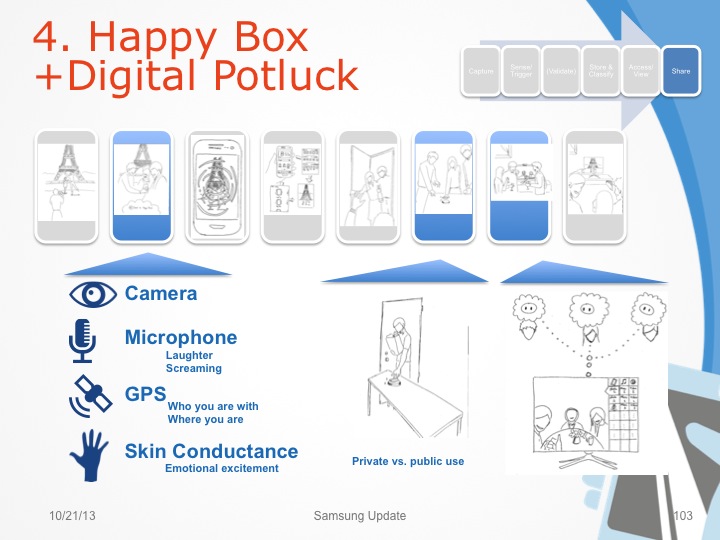 4. Happy Box
+Digital Potluck
Capture
Sense/
Trigger
(Validate)
Store &
Classify
Access/
View
Share
Camera
Microphone
Laughter
Screaming
GPS
Who you are with
Where you are
Skin Conductance
Emotional excitement
Private vs. public use
10/21/13
Samsung Update
103